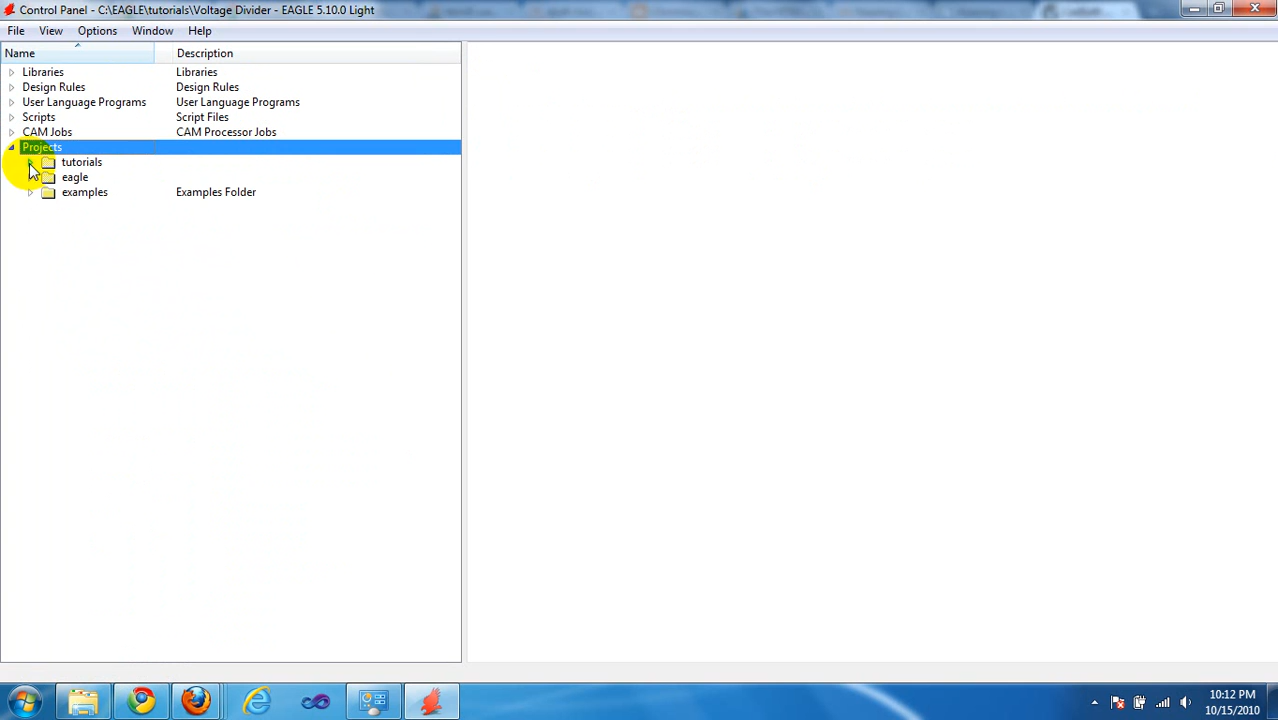 Control Panel - C:\EAGLE\tutorials\Voltage Divider - EAGLE 5.10.0 Light
File View Options Window Help
Name Description
Libraries Libraries
Design Rules Design Rules
User Language Programs User Language Programs
Scripts Script Files
CAM Jobs CAM Processor Jobs
Projects
tutorials
eagle
examples Examples Folder
10:12 PM
10/15/2010